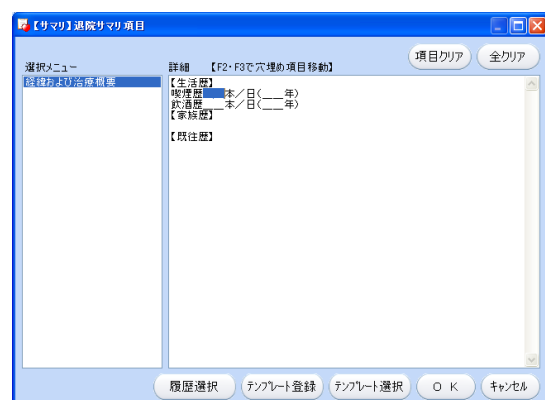 【サマリ】退院サマリ項目
選択メニュー
詳細 【F2・F3で穴埋め項目移動】
項目クリア
全クリア
経緯および治療概要
【生活歴】
喫煙歴___本／日(___年)
飲酒歴___本／日(___年)
【家族歴】
【既往歴】
履歴選択
テンプレート登録
テンプレート選択
ＯＫ
キャンセル